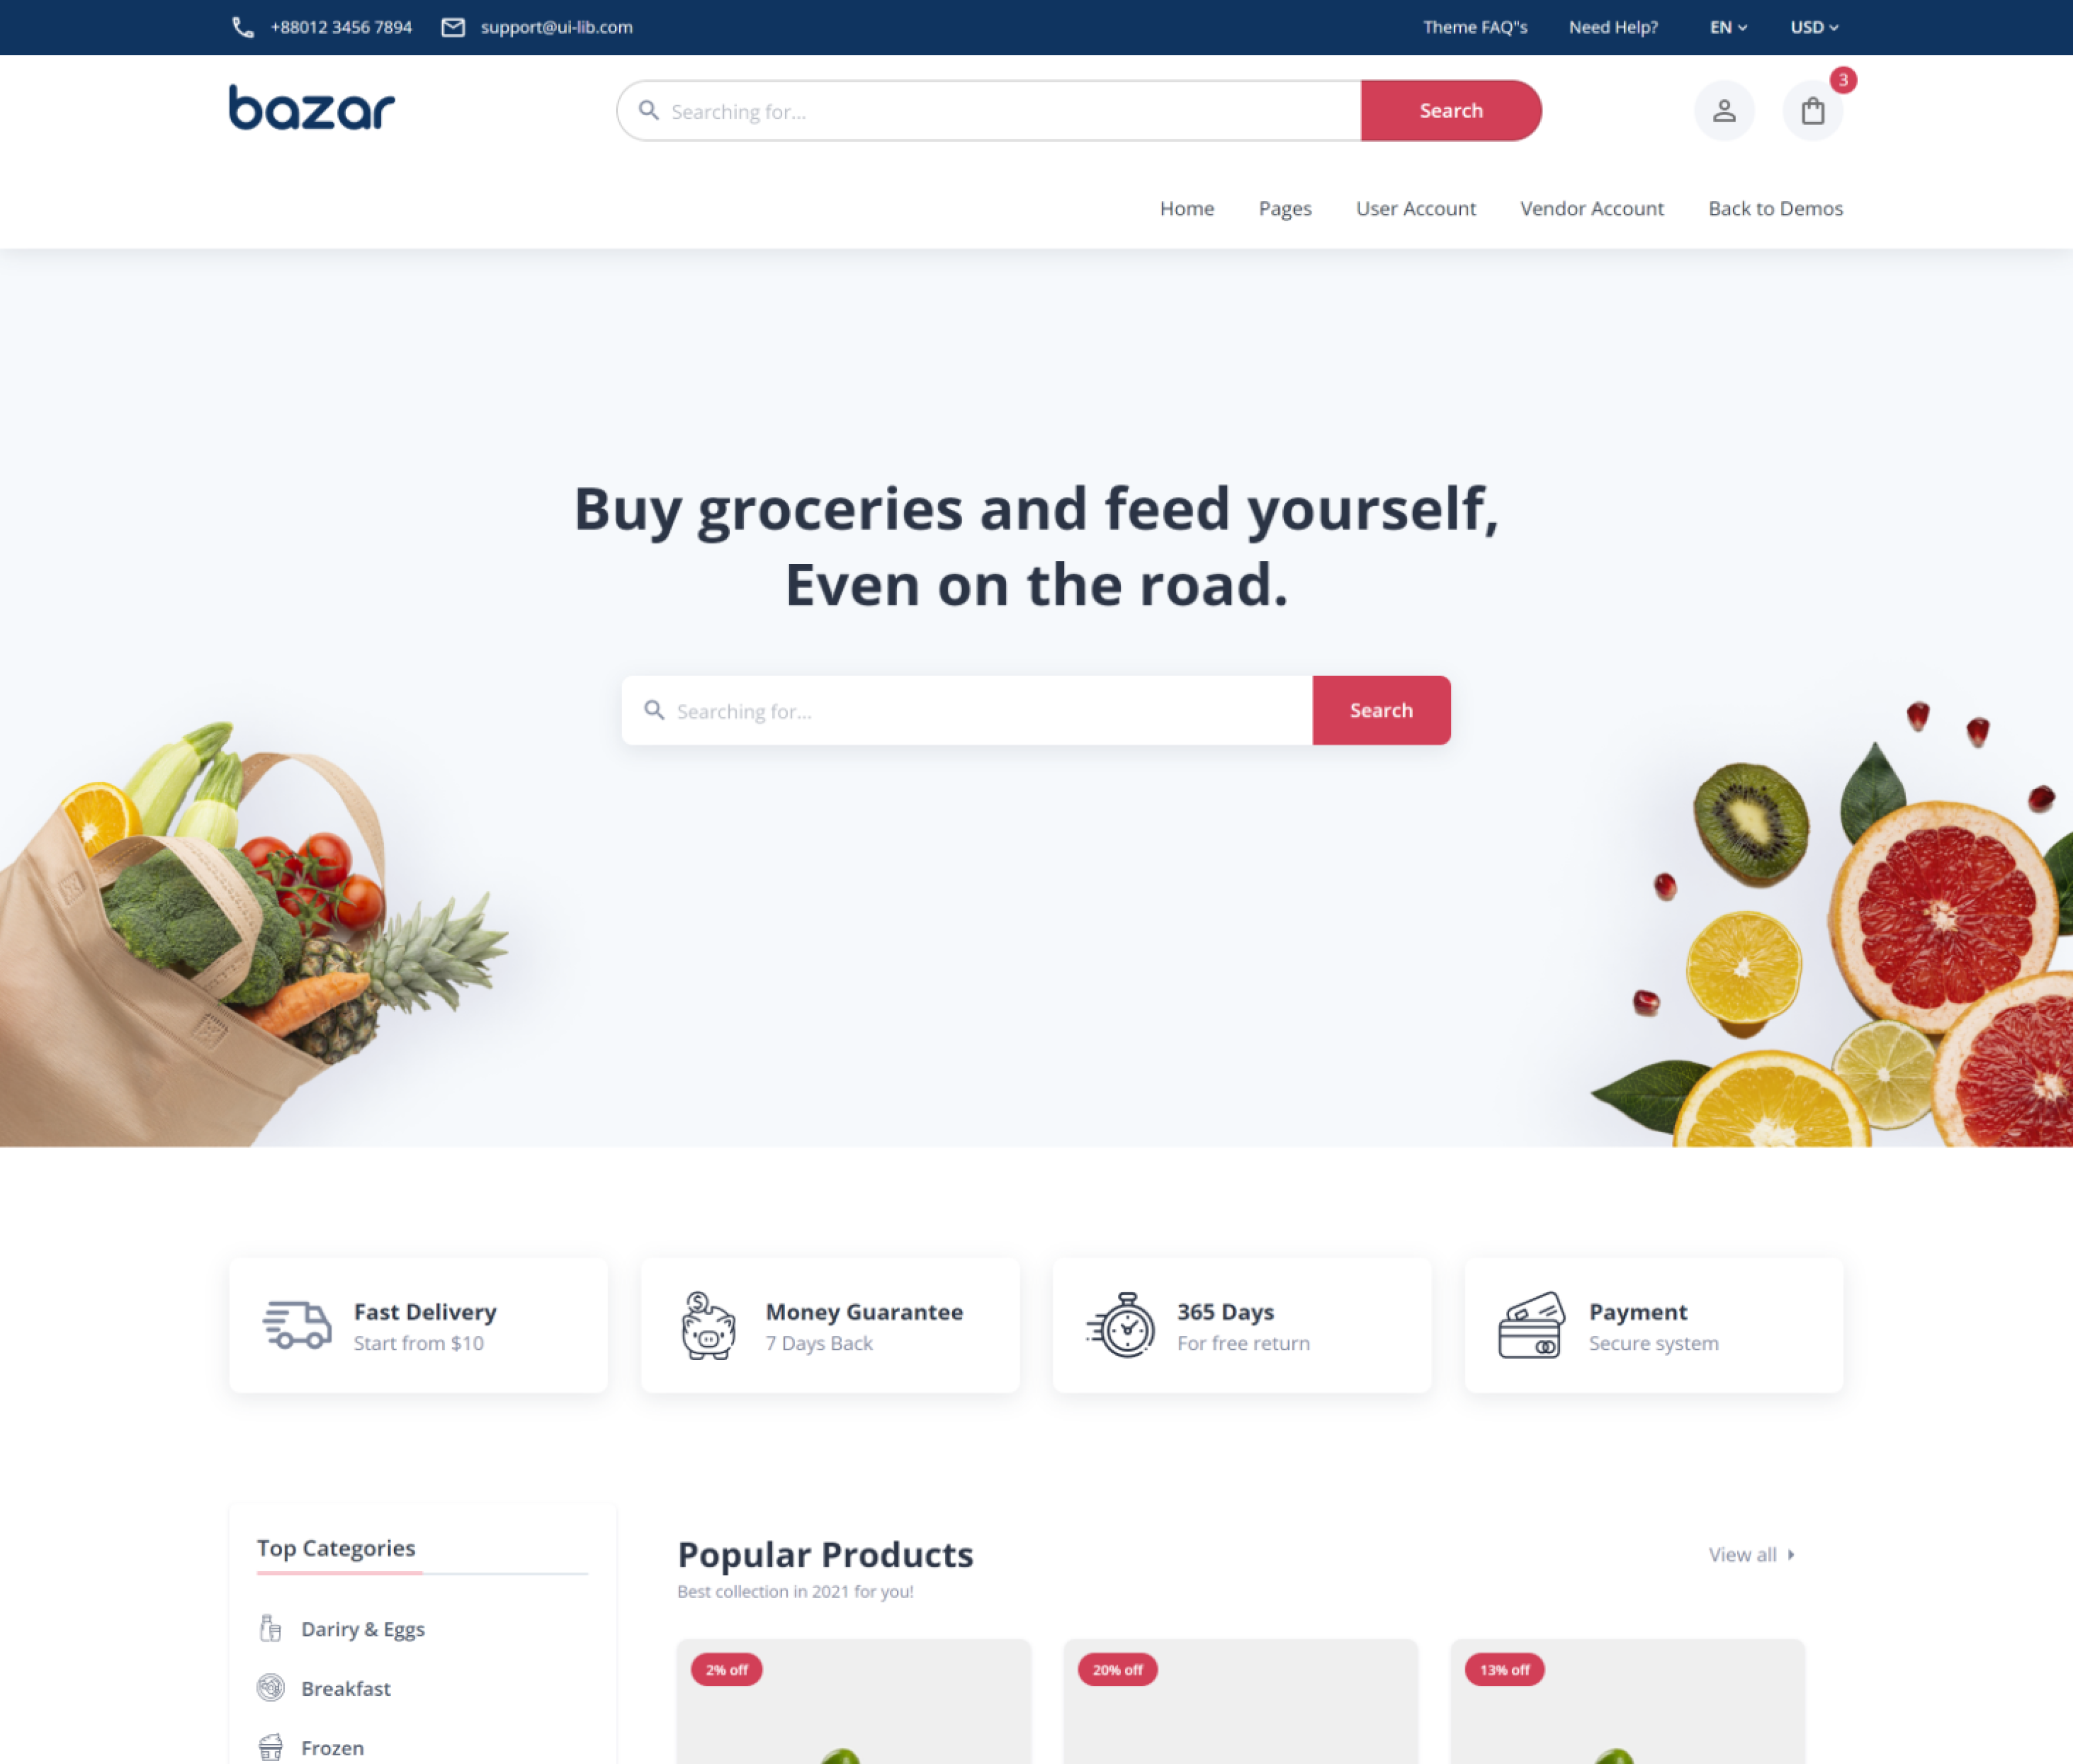 +88012 3456 7894 support@ui-lib.com Theme FAQ"s Need Help? EN USD
bazar Searching for... Search 3
Home Pages User Account Vendor Account Back to Demos
Buy groceries and feed yourself,
Even on the road.
Searching for... Search
Fast Delivery
Start from $10
Money Guarantee
7 Days Back
365 Days
For free return
Payment
Secure system
Top Categories
Dariry & Eggs
Breakfast
Frozen
Popular Products
View all
Best collection in 2021 for you!
2% off 20% off 13% off